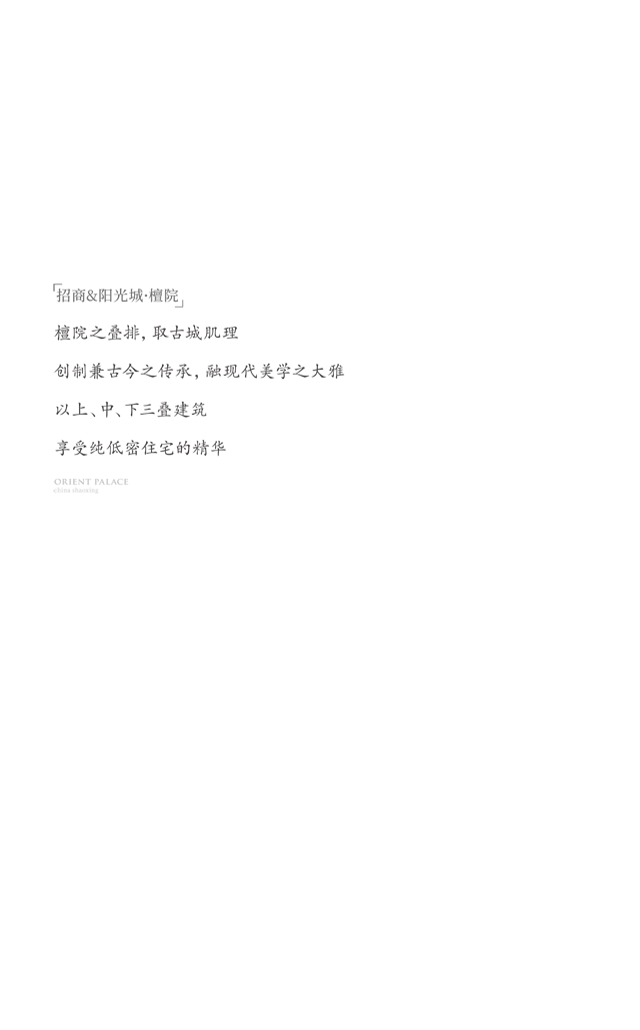 「招商&阳光城·檀院」
檀院之叠排，取古城肌理
创制兼古今之传承，融现代美学之大雅
以上、中、下三叠建筑
享受纯低密住宅的精华
ORIENT PALACE
china shaoxing